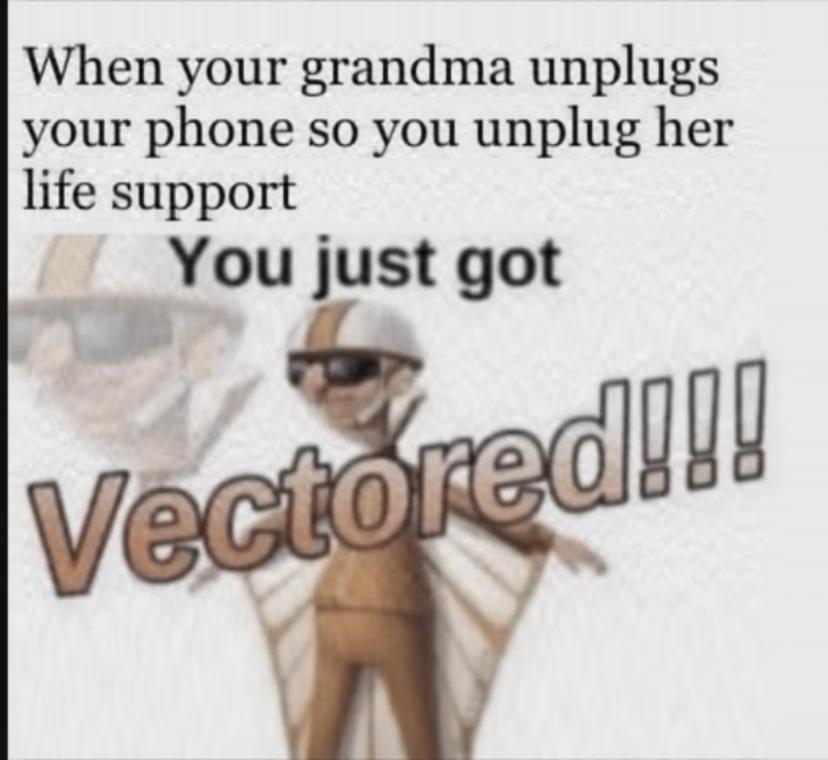 When your grandma unplugs
your phone so you unplug her
life support
You just got
Vectored!!!